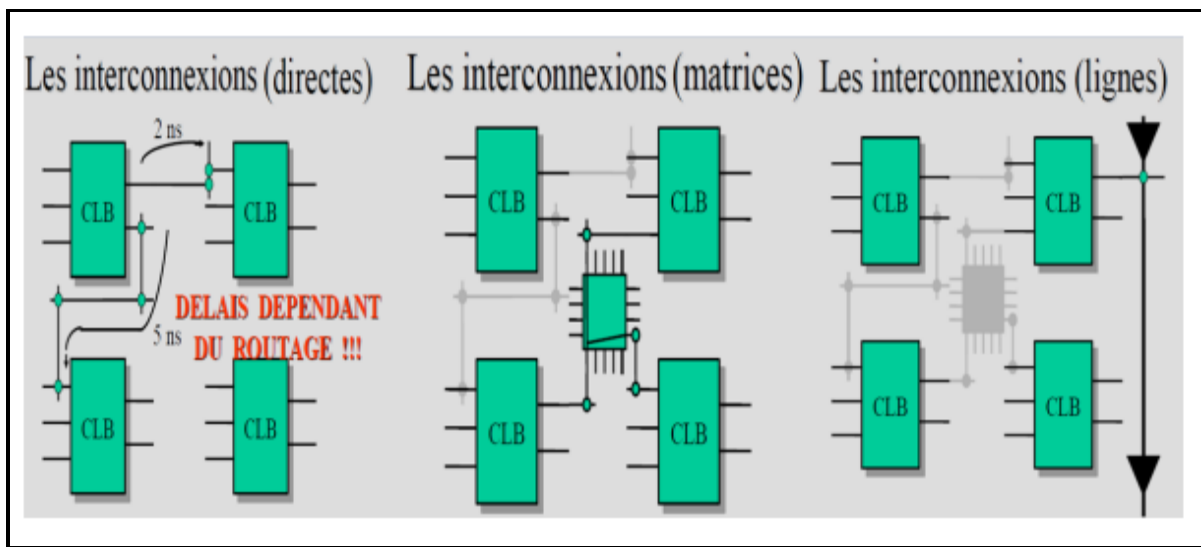 Les interconnexions (directes)
2 ns
CLB
CLB
DELAIS DEPENDANT
DU ROUTAGE !!!
5 ns
CLB
CLB
Les interconnexions (matrices)
CLB
CLB
CLB
CLB
Les interconnexions (lignes)
CLB
CLB
CLB
CLB